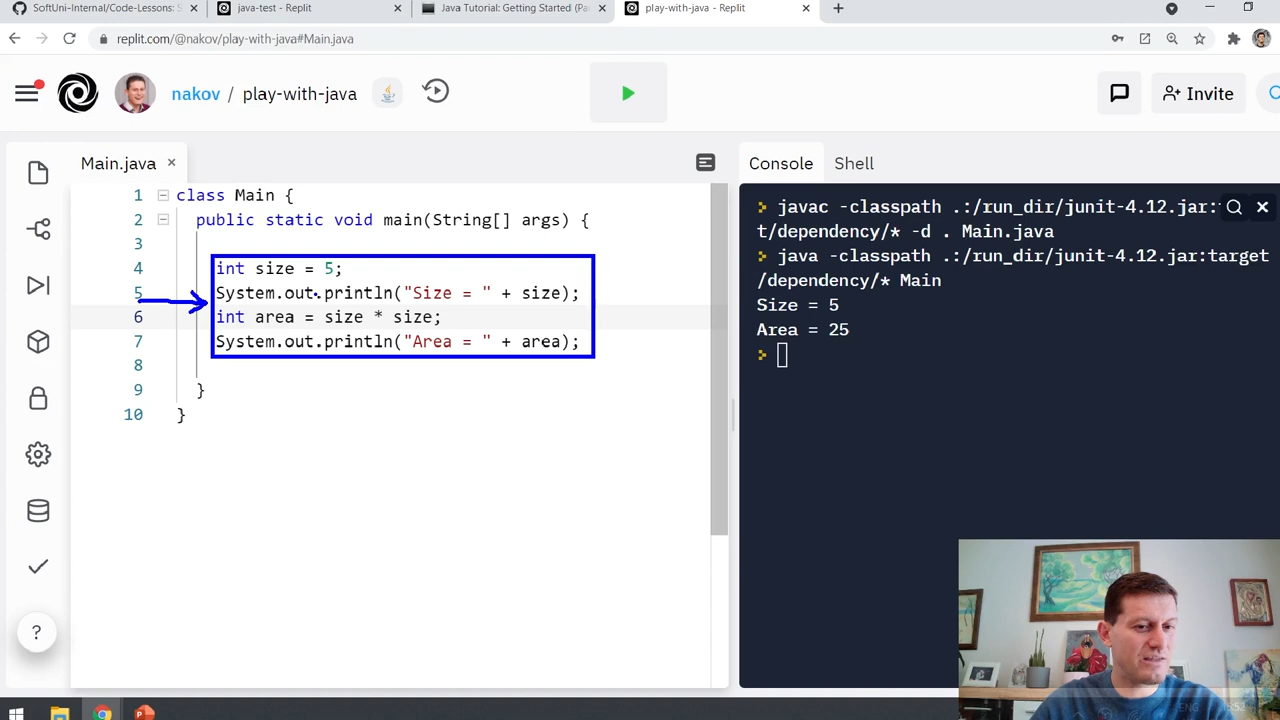 SoftUni-Internal/Code-Lessons: S
java-test - Replit
Java Tutorial: Getting Started (Par
play-with-java - Replit
replit.com/@nakov/play-with-java#Main.java
nakov / play-with-java
Invite
Main.java
1 class Main {
2 public static void main(String[] args) {
3
4 int size = 5;
5 System.out.println("Size = " + size);
6 int area = size * size;
7 System.out.println("Area = " + area);
8
9 }
10 }
Console
Shell
javac -classpath .:/run_dir/junit-4.12.jar:
t/dependency/* -d . Main.java
java -classpath .:/run_dir/junit-4.12.jar:target
/dependency/* Main
Size = 5
Area = 25
?
ENG